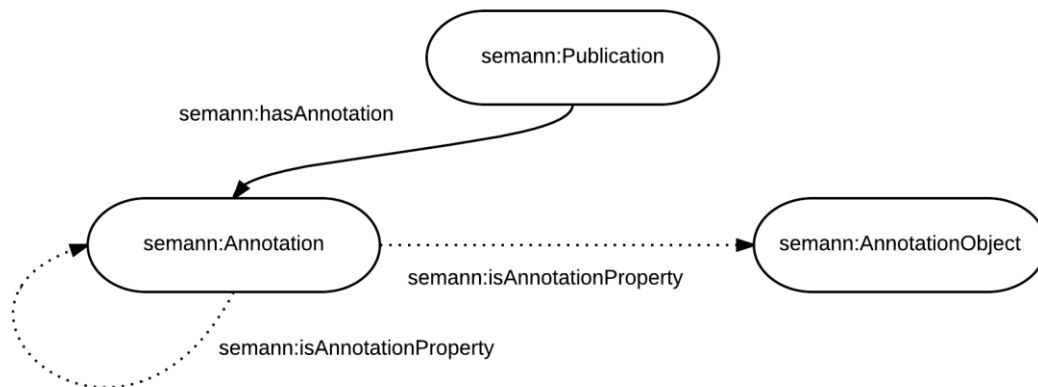 semann:Publication
semann:hasAnnotation
semann:Annotation
semann:AnnotationObject
semann:isAnnotationProperty
semann:isAnnotationProperty